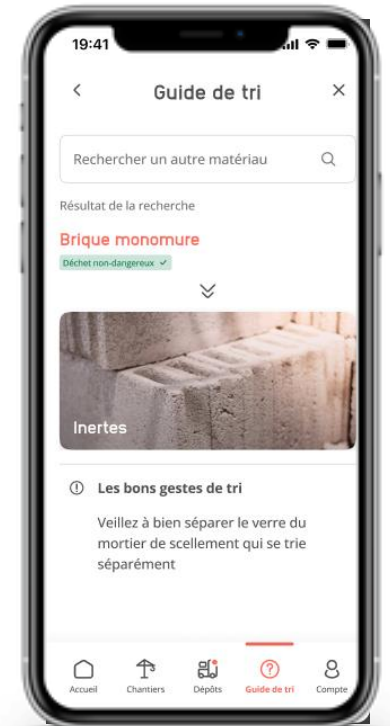 19:41
Guide de tri
Rechercher un autre matériau
Résultat de la recherche
Brique monomure
Déchet non-dangereux
Inertes
Les bons gestes de tri
Veillez à bien séparer le verre du
mortier de scellement qui se trie
séparément
Accueil Chantiers Dépôts Guide de tri Compte